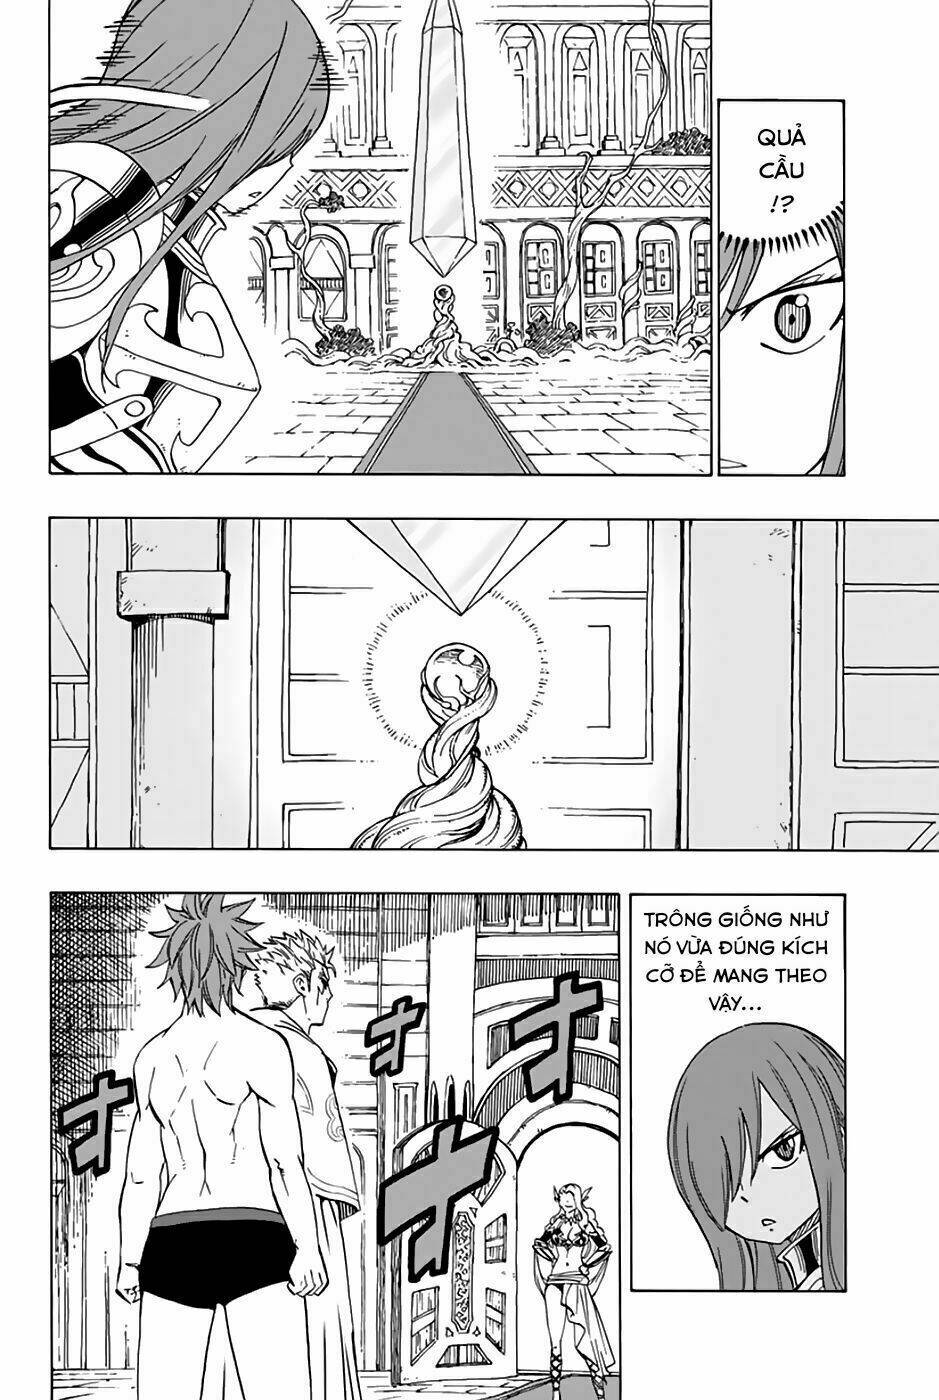 QUẢ
CẦU
!?
TRÔNG GIỐNG NHƯ
NÓ VỪA ĐÚNG KÍCH
CỠ ĐỂ MANG THEO
VẬY...
オ
オ
オ
オ